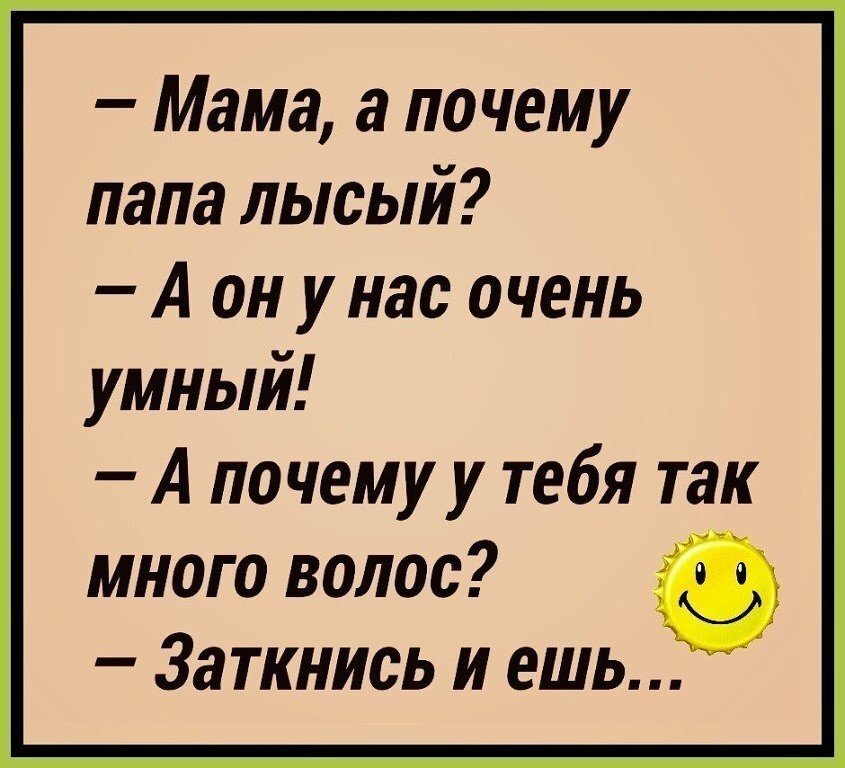 – Мама, а почему
папа лысый?
– А он у нас очень
умный!
– А почему у тебя так
много волос?
– Заткнись и ешь...